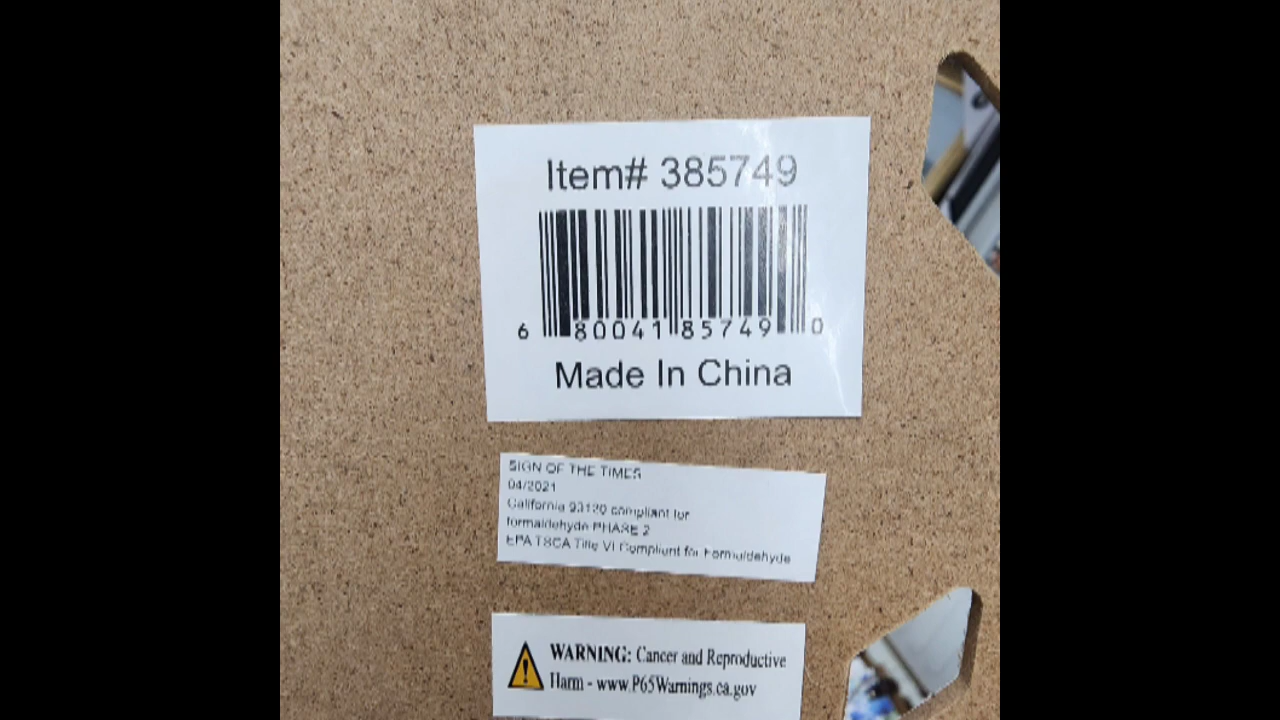 Item# 385749
6 80041 85749 0
Made In China
SIGN OF THE TIMES
04/2021
California 93120 compliant for
formaldehyde PHASE 2
EPA TSCA Title VI Compliant for Formaldehyde
WARNING: Cancer and Reproductive
Harm - www.P65Warnings.ca.gov